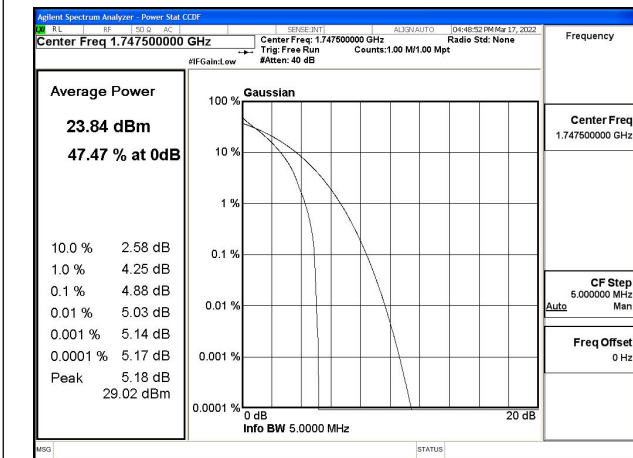 Agilent Spectrum Analyzer - Power Stat CCDF
RL RF 50 Ω AC SENSE:INT ALIGN AUTO 04:48:52 PM Mar 17, 2022
Center Freq 1.747500000 GHz
Center Freq: 1.747500000 GHz Radio Std: None
Trig: Free Run Counts:1.00 M/1.00 Mpt
#IFGain:Low #Atten: 40 dB
Frequency
Average Power
23.84 dBm
47.47 % at 0dB
10.0 % 2.58 dB
1.0 % 4.25 dB
0.1 % 4.88 dB
0.01 % 5.03 dB
0.001 % 5.14 dB
0.0001 % 5.17 dB
Peak 5.18 dB
29.02 dBm
Gaussian
100 %
10 %
1 %
0.1 %
0.01 %
0.001 %
0.0001 %
0 dB 20 dB
Info BW 5.0000 MHz
Center Freq
1.747500000 GHz
CF Step
5.000000 MHz
Auto Man
Freq Offset
0 Hz
MSG STATUS